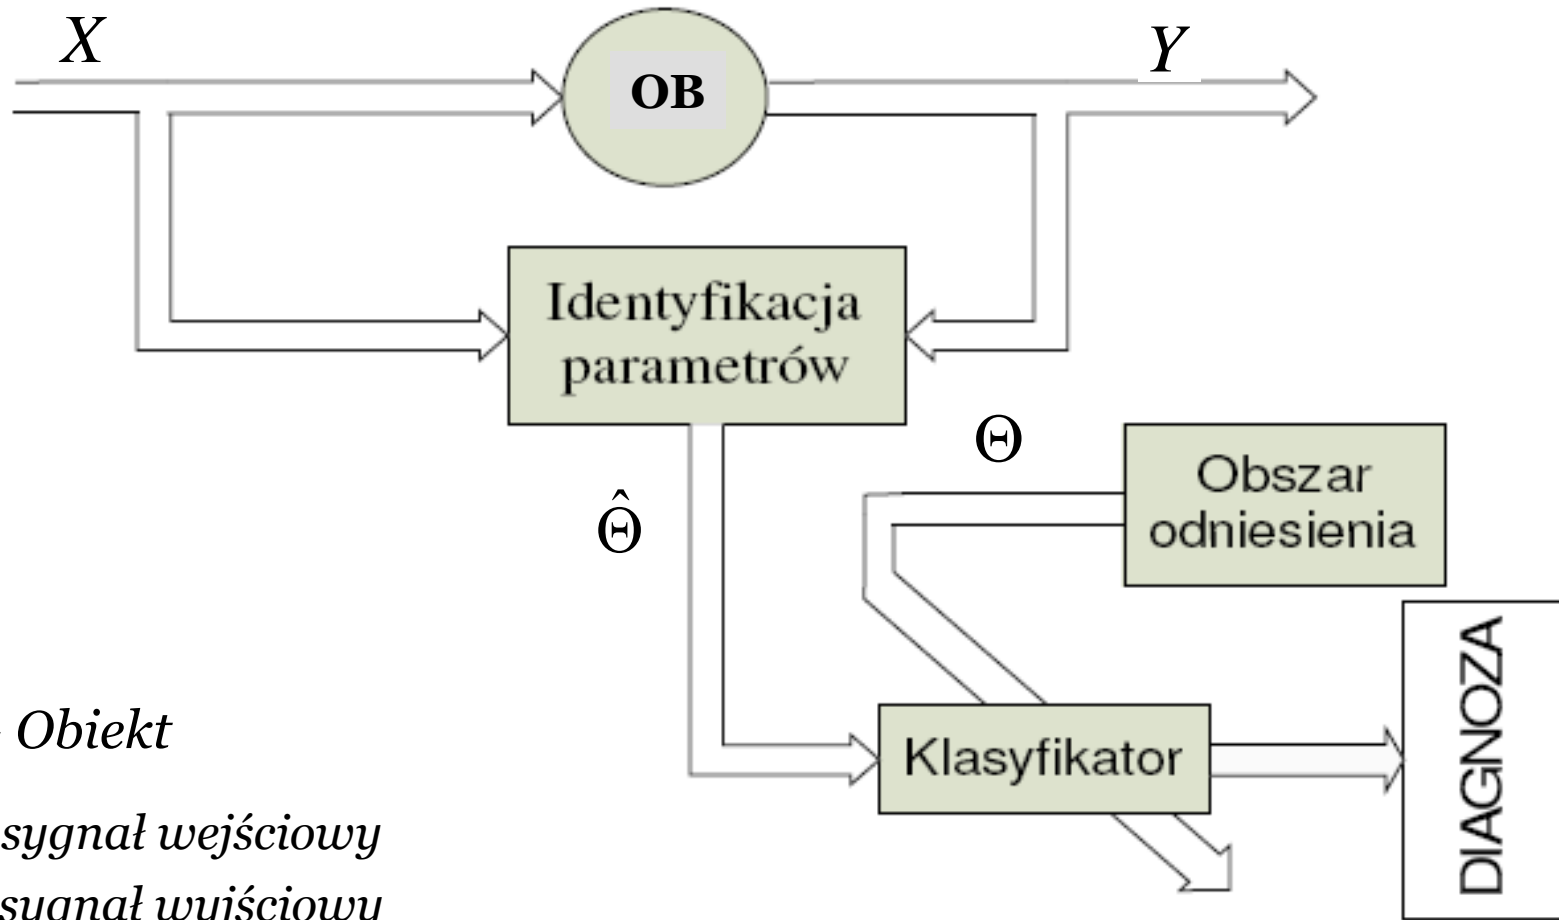 X
Y
OB
Identyfikacja
parametrów
Θ
Θ̂
Obszar
odniesienia
Klasyfikator
DIAGNOZA
Obiekt
sygnał wejściowy
sygnał wyjściowy